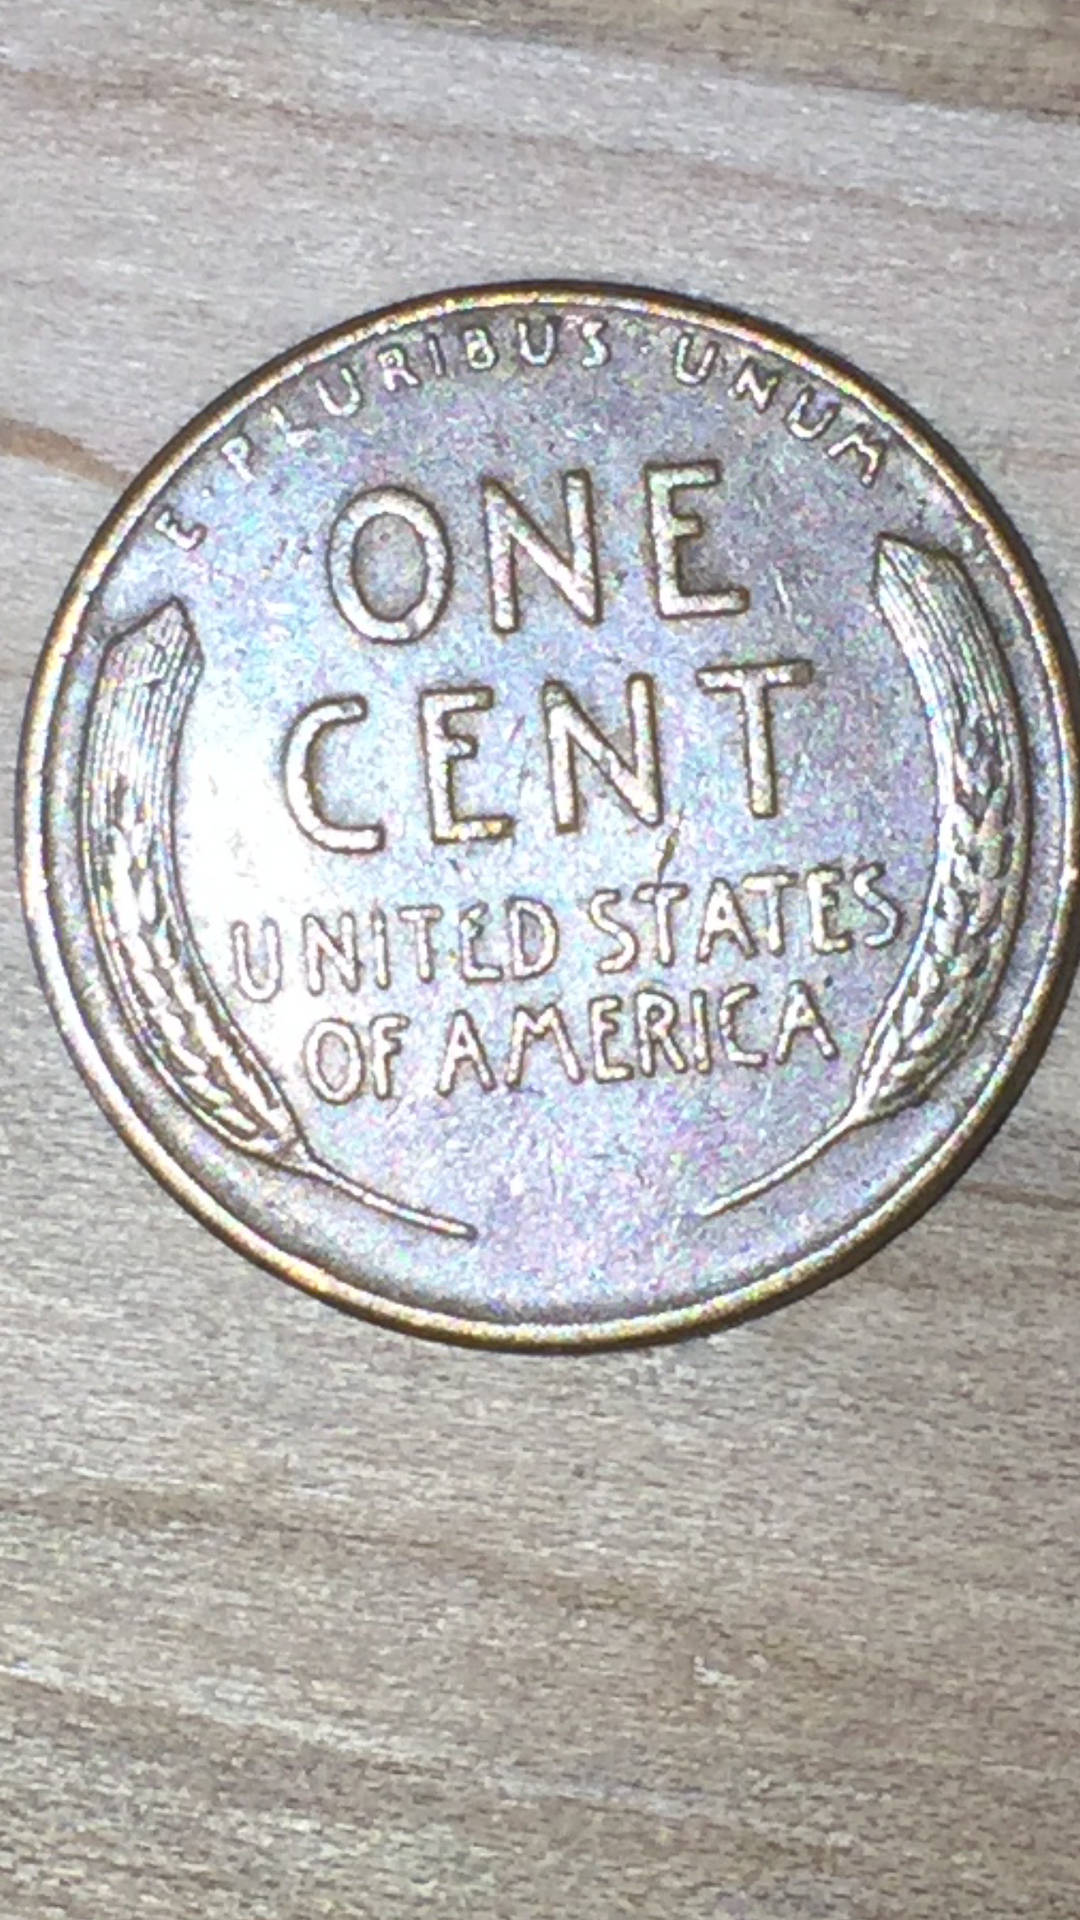 E PLURIBUS · UNUM
ONE
CENT
UNITED STATES
OF AMERICA